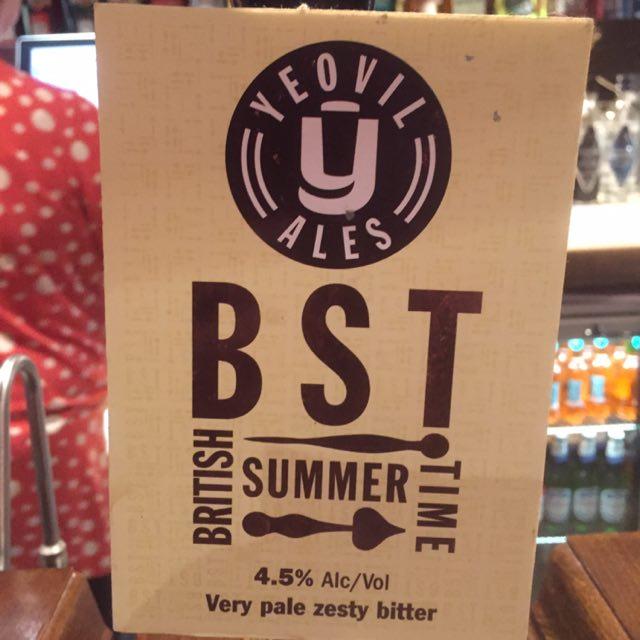 YEOVIL
y
ALES
BST
BRITISH
SUMMER
TIME
4.5% Alc/Vol
Very pale zesty bitter